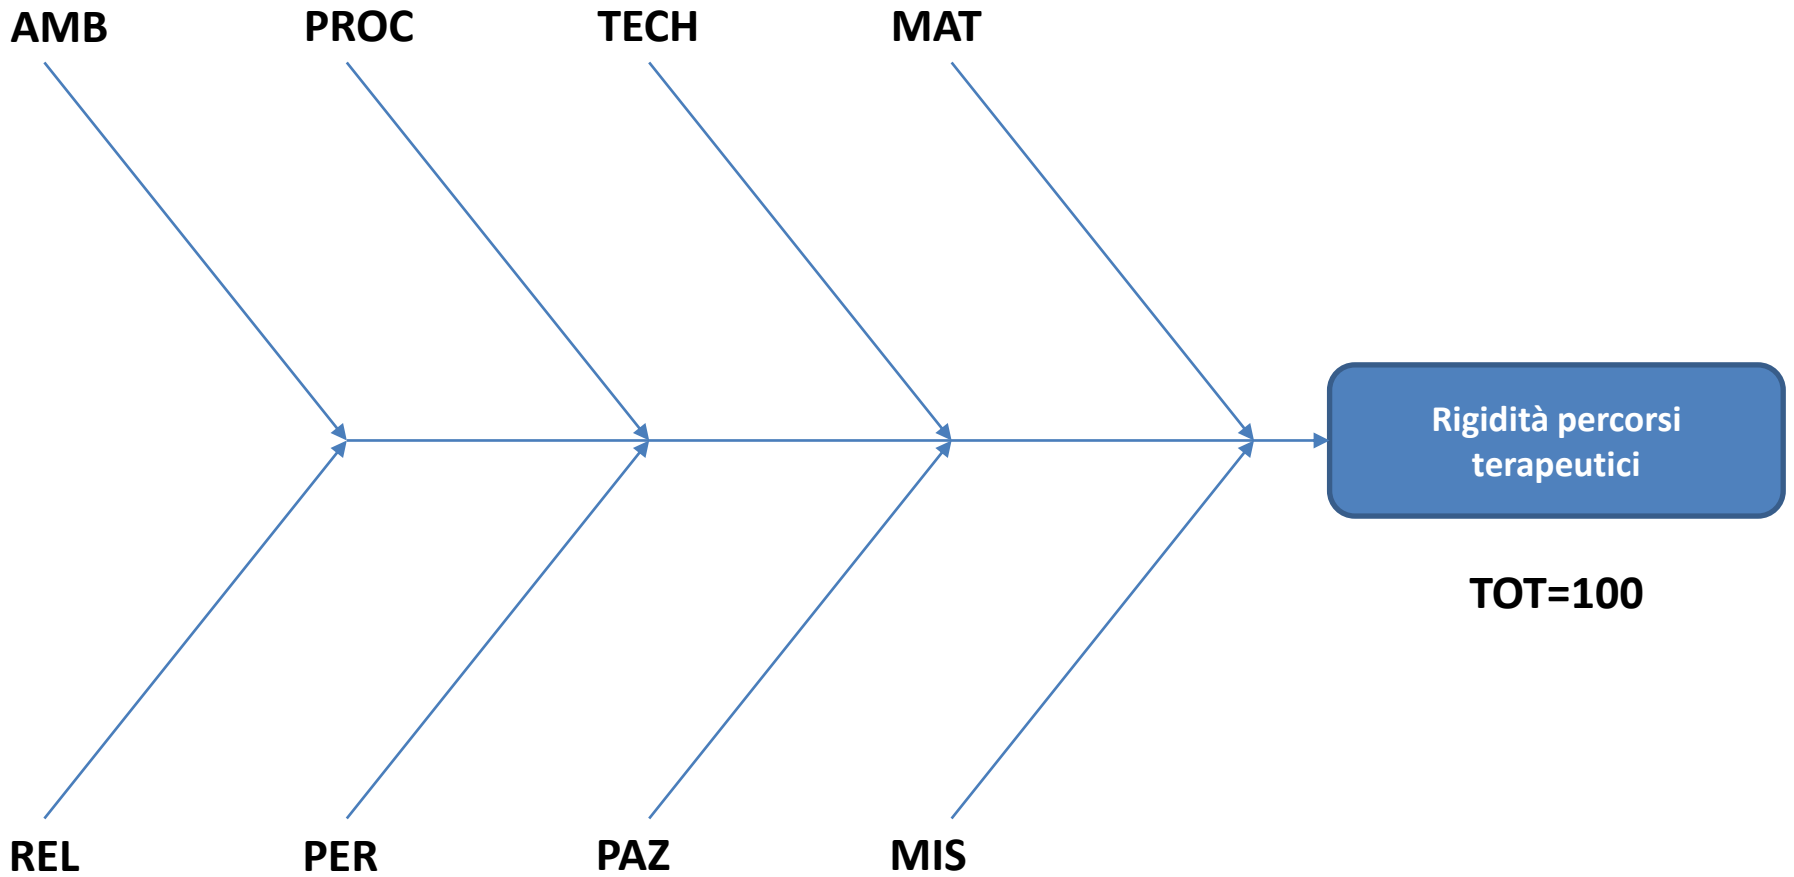 AMB
PROC
TECH
MAT
Rigidità percorsi
terapeutici
TOT=100
REL
PER
PAZ
MIS